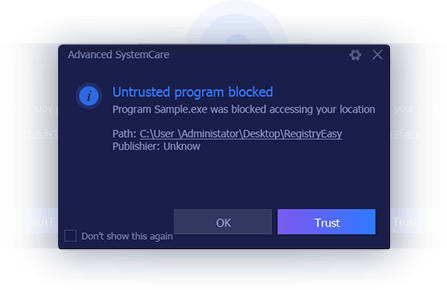 Advanced SystemCare
Untrusted program blocked
Program Sample.exe was blocked accessing your location
Path: C:\User \Administator\Desktop\RegistryEasy
Publishier: Unknow
OK
Trust
Don't show this again